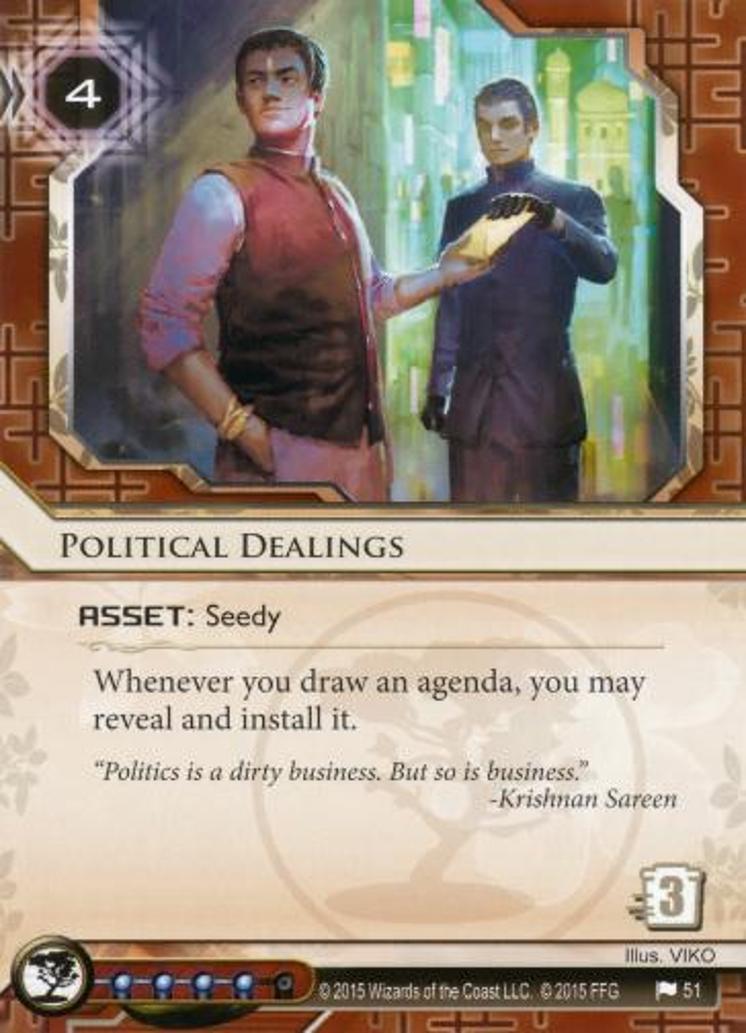 4
POLITICAL DEALINGS
ASSET: Seedy
Whenever you draw an agenda, you may
reveal and install it.
“Politics is a dirty business. But so is business.”
-Krishnan Sareen
3
Illus. VIKO
© 2015 Wizards of the Coast LLC. © 2015 FFG 51